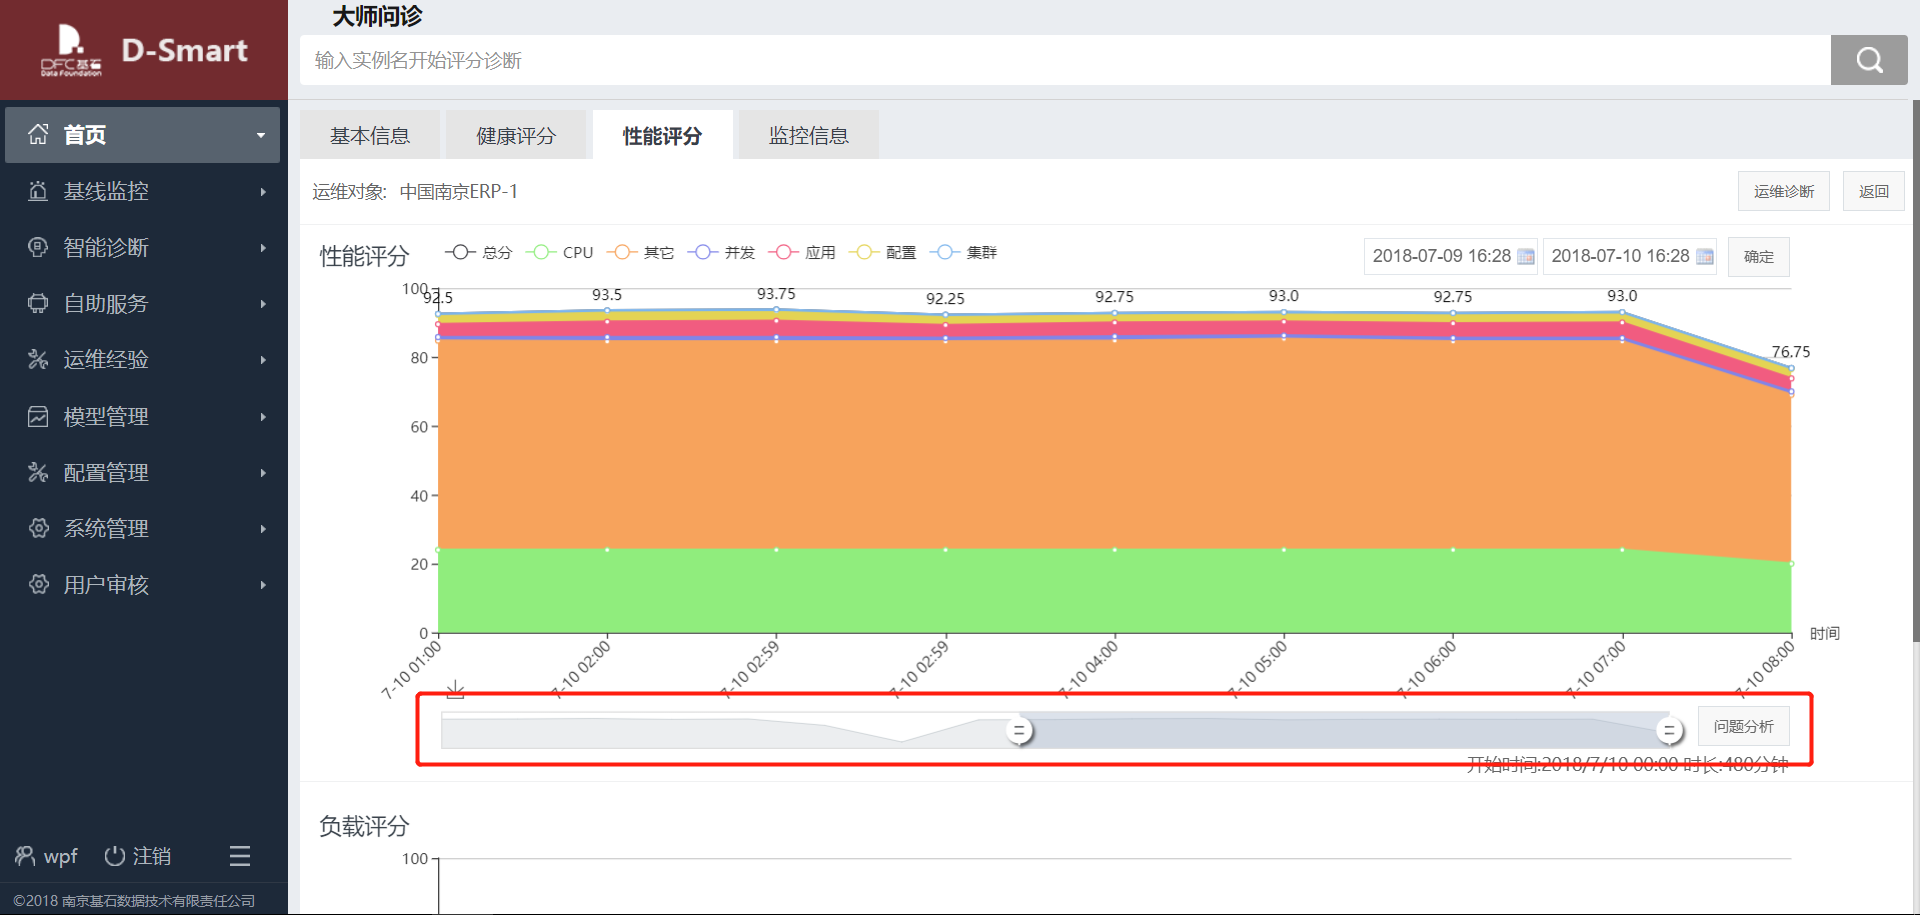 DFC基石
Data Foundation
D-Smart
大师问诊
输入实例名开始评分诊断
首页
基线监控
智能诊断
自助服务
运维经验
模型管理
配置管理
系统管理
用户审核
wpf 注销
©2018 南京基石数据技术有限责任公司
基本信息 健康评分 性能评分 监控信息
运维对象: 中国南京ERP-1
运维诊断 返回
性能评分
总分 CPU 其它 并发 应用 配置 集群
2018-07-09 16:28 2018-07-10 16:28 确定
100
92.5 93.5 93.75 92.25 92.75 93.0 92.75 93.0 76.75
80
60
40
20
0
时间
7-10 01:00 7-10 02:00 7-10 02:59 7-10 02:59 7-10 04:00 7-10 05:00 7-10 06:00 7-10 07:00 7-10 08:00
问题分析
开始时间:2018/7/10 00:00 时长:480分钟
负载评分
100